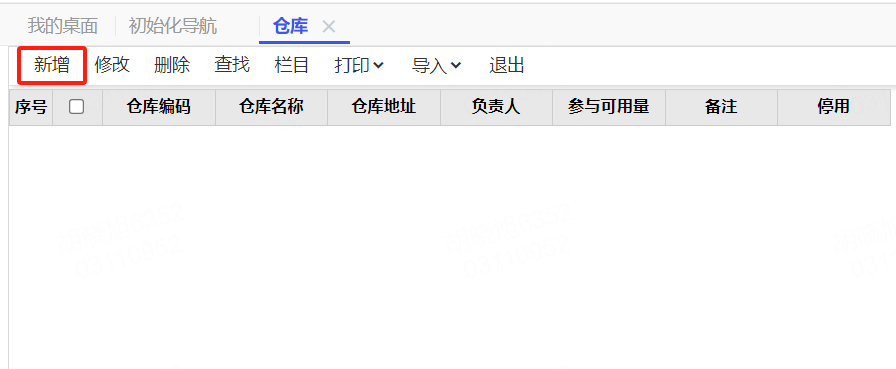 我的桌面 初始化导航 仓库
新增 修改 删除 查找 栏目 打印 导入 退出
序号 仓库编码 仓库名称 仓库地址 负责人 参与可用量 备注 停用